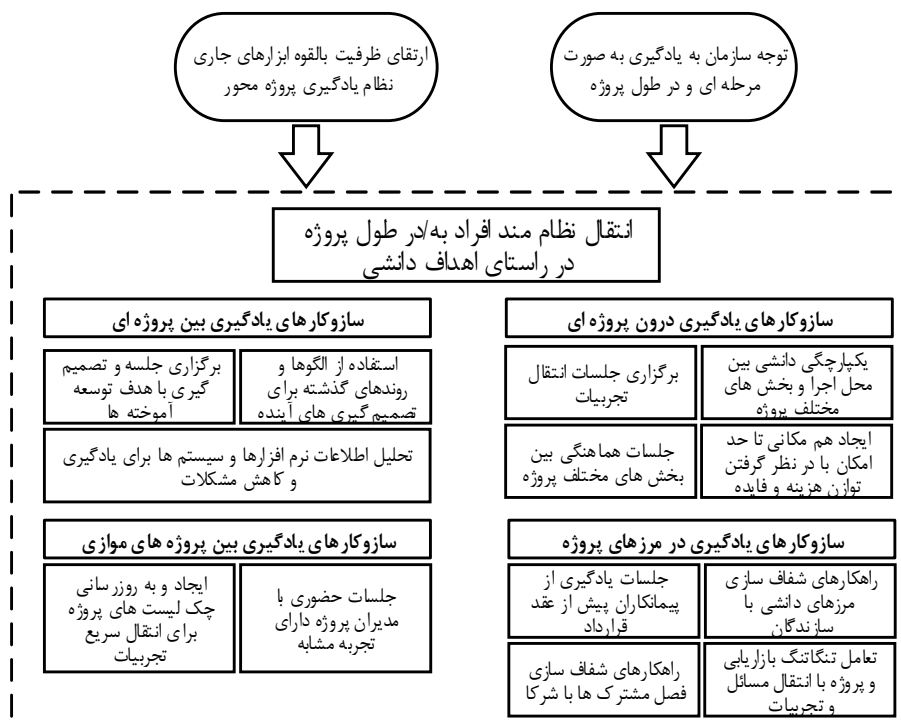 توجه سازمان به یادگیری به صورت
مرحله ای و در طول پروژه
ارتقای ظرفیت بالقوه ابزارهای جاری
نظام یادگیری پروژه محور
انتقال نظام مند افراد به/در طول پروژه
در راستای اهداف دانشی
سازوکارهای یادگیری درون پروژه ای
یکپارچگی دانشی بین
محل اجرا و بخش های
مختلف پروژه
برگزاری جلسات انتقال
تجربیات
ایجاد هم مکانی تا حد
امکان با در نظر گرفتن
توازن هزینه و فایده
جلسات هماهنگی بین
بخش های مختلف پروژه
سازوکارهای یادگیری بین پروژه ای
استفاده از الگوها و
روندهای گذشته برای
تصمیم گیری های آینده
برگزاری جلسه و تصمیم
گیری با هدف توسعه
آموخته ها
تحلیل اطلاعات نرم افزارها و سیستم ها برای یادگیری
و کاهش مشکلات
سازوکارهای یادگیری در مرزهای پروژه
راهکارهای شفاف سازی
مرزهای دانشی با
سازندگان
جلسات یادگیری از
پیمانکاران پیش از عقد
قرارداد
تعامل تنگاتنگ بازاریابی
و پروژه با انتقال مسائل
و تجربیات
راهکارهای شفاف سازی
فصل مشترک ها با شرکا
سازوکارهای یادگیری بین پروژه های موازی
جلسات حضوری با
مدیران پروژه دارای
تجربه مشابه
ایجاد و به روزرسانی
چک لیست های پروژه
برای انتقال سریع
تجربیات